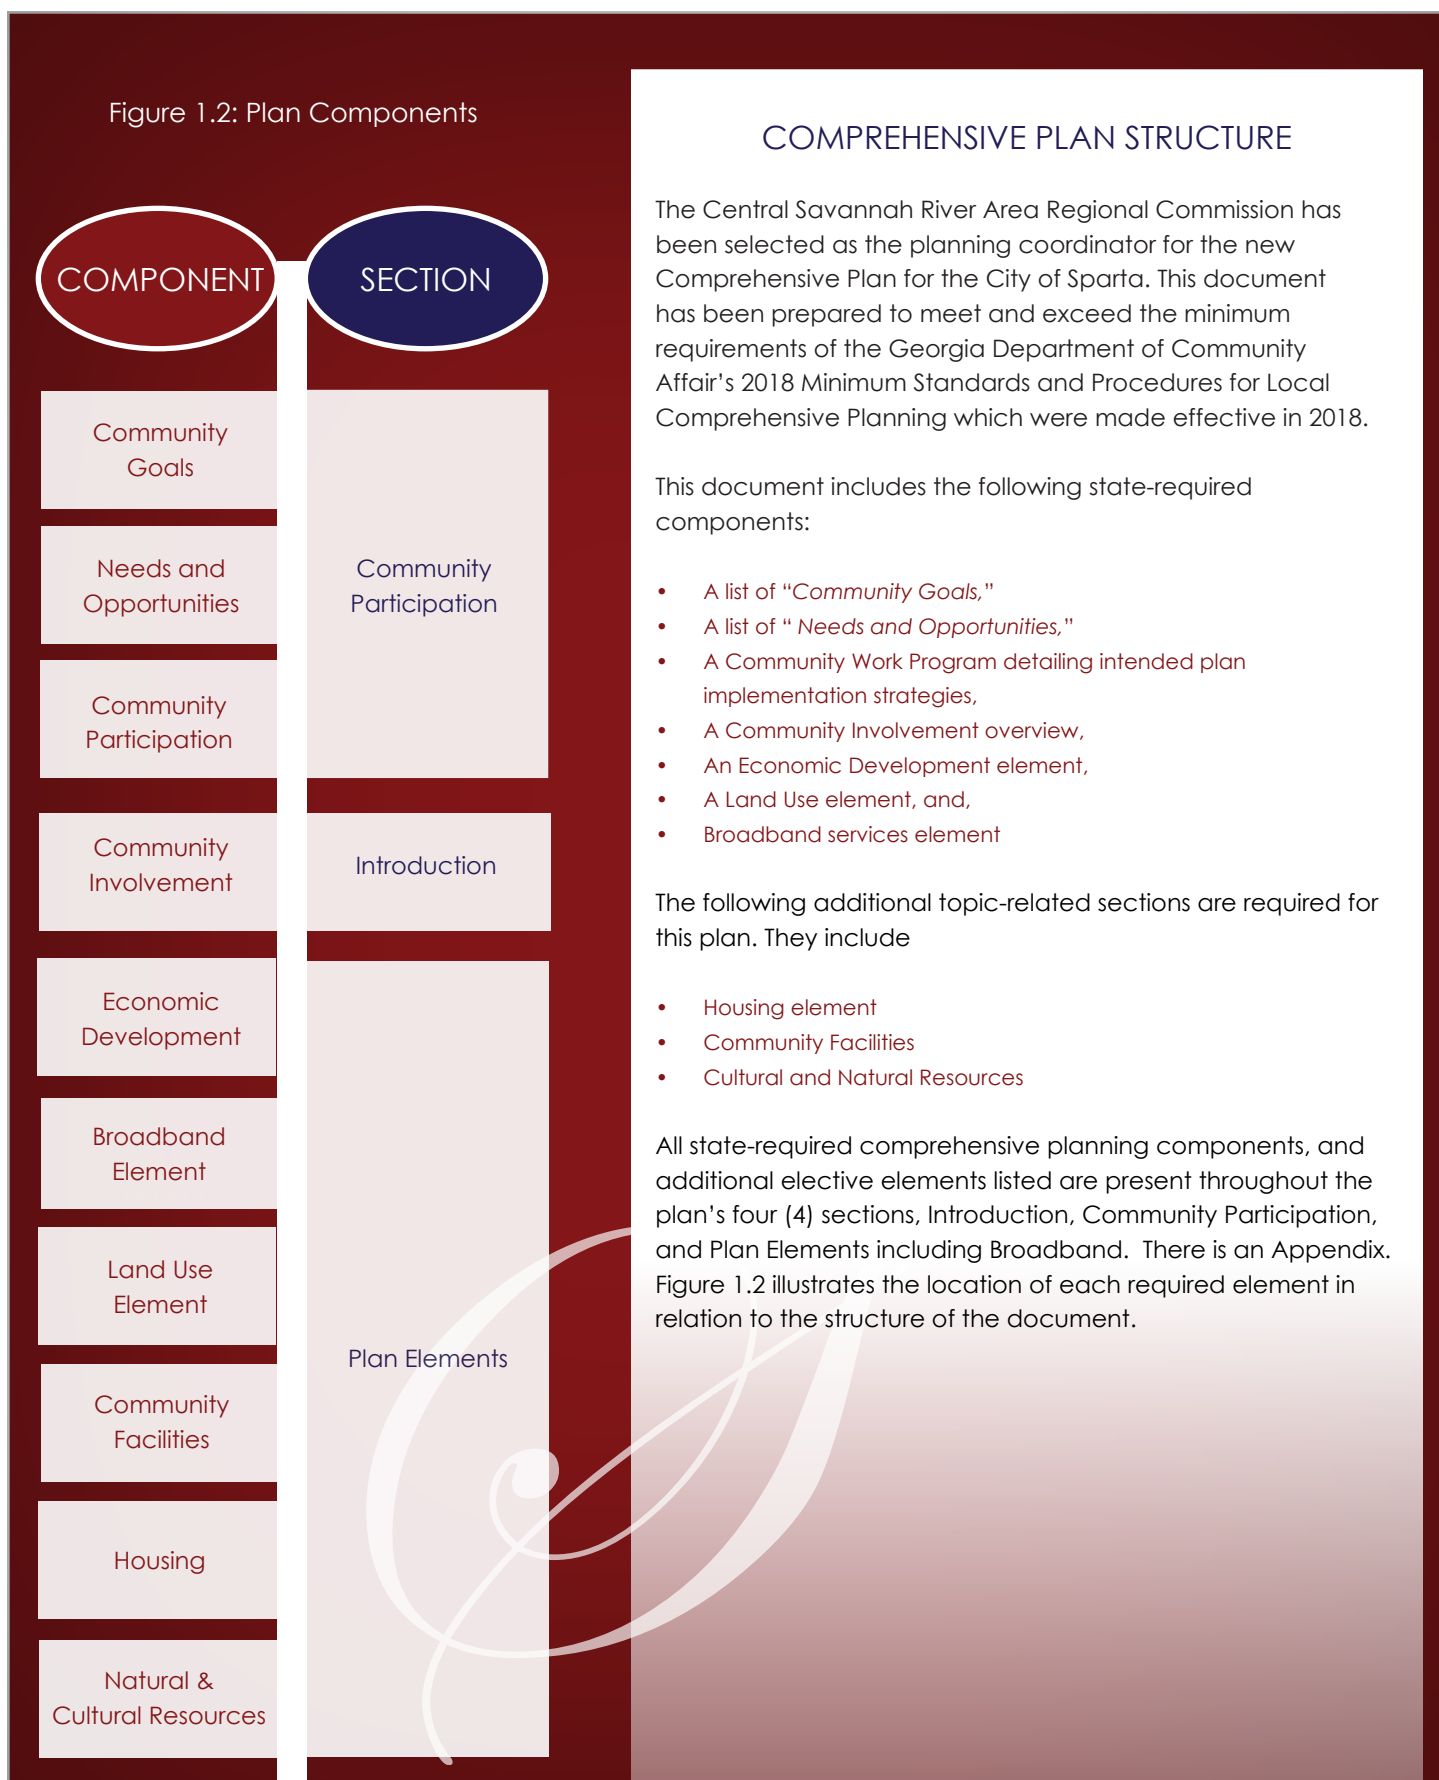 Figure 1.2: Plan Components
COMPONENT
SECTION
Community
Goals
Needs and
Opportunities
Community
Participation
Community
Participation
Community
Involvement
Introduction
Economic
Development
Broadband
Element
Land Use
Element
Community
Facilities
Housing
Natural &
Cultural Resources
Plan Elements
COMPREHENSIVE PLAN STRUCTURE
The Central Savannah River Area Regional Commission has
been selected as the planning coordinator for the new
Comprehensive Plan for the City of Sparta. This document
has been prepared to meet and exceed the minimum
requirements of the Georgia Department of Community
Affair’s 2018 Minimum Standards and Procedures for Local
Comprehensive Planning which were made effective in 2018.
This document includes the following state-required
components:
• A list of “Community Goals,”
• A list of “ Needs and Opportunities,”
• A Community Work Program detailing intended plan
implementation strategies,
• A Community Involvement overview,
• An Economic Development element,
• A Land Use element, and,
• Broadband services element
The following additional topic-related sections are required for
this plan. They include
• Housing element
• Community Facilities
• Cultural and Natural Resources
All state-required comprehensive planning components, and
additional elective elements listed are present throughout the
plan’s four (4) sections, Introduction, Community Participation,
and Plan Elements including Broadband.  There is an Appendix.
Figure 1.2 illustrates the location of each required element in
relation to the structure of the document.